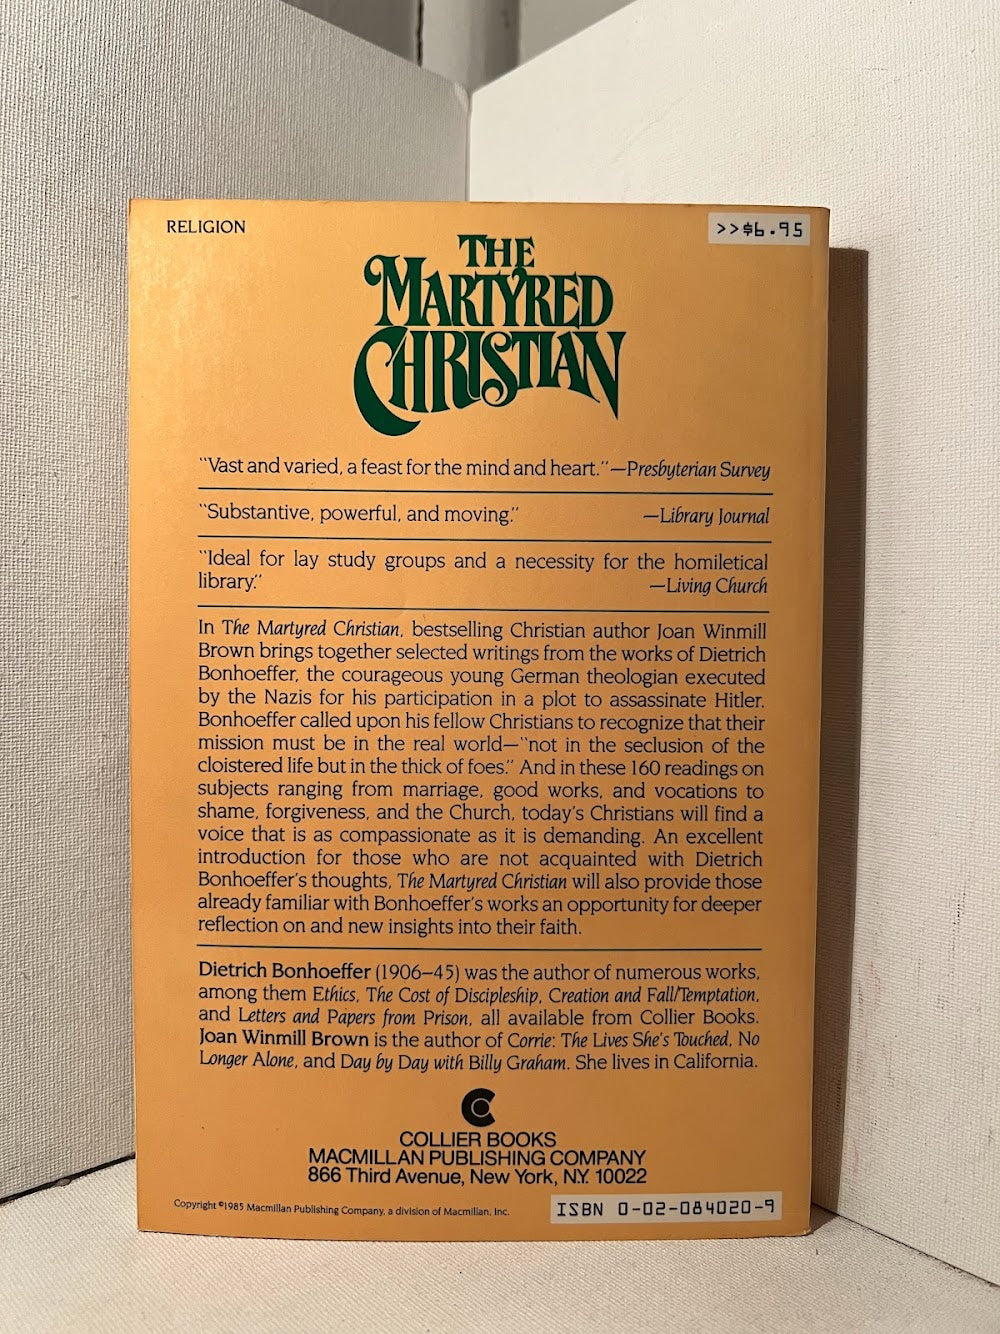 RELIGION
>>$6.95
THE
MARTYRED
CHRISTIAN
"Vast and varied, a feast for the mind and heart."—Presbyterian Survey
"Substantive, powerful, and moving." —Library Journal
"Ideal for lay study groups and a necessity for the homiletical
library." —Living Church
In The Martyred Christian, bestselling Christian author Joan Winmill
Brown brings together selected writings from the works of Dietrich
Bonhoeffer, the courageous young German theologian executed
by the Nazis for his participation in a plot to assassinate Hitler.
Bonhoeffer called upon his fellow Christians to recognize that their
mission must be in the real world—"not in the seclusion of the
cloistered life but in the thick of foes." And in these 160 readings on
subjects ranging from marriage, good works, and vocations to
shame, forgiveness, and the Church, today's Christians will find a
voice that is as compassionate as it is demanding. An excellent
introduction for those who are not acquainted with Dietrich
Bonhoeffer's thoughts, The Martyred Christian will also provide those
already familiar with Bonhoeffer's works an opportunity for deeper
reflection on and new insights into their faith.
Dietrich Bonhoeffer (1906–45) was the author of numerous works,
among them Ethics, The Cost of Discipleship, Creation and Fall/Temptation,
and Letters and Papers from Prison, all available from Collier Books.
Joan Winmill Brown is the author of Corrie: The Lives She's Touched, No
Longer Alone, and Day by Day with Billy Graham. She lives in California.
COLLIER BOOKS
MACMILLAN PUBLISHING COMPANY
866 Third Avenue, New York, N.Y. 10022
Copyright ©1985 Macmillan Publishing Company, a division of Macmillan, Inc.
ISBN 0-02-084020-9